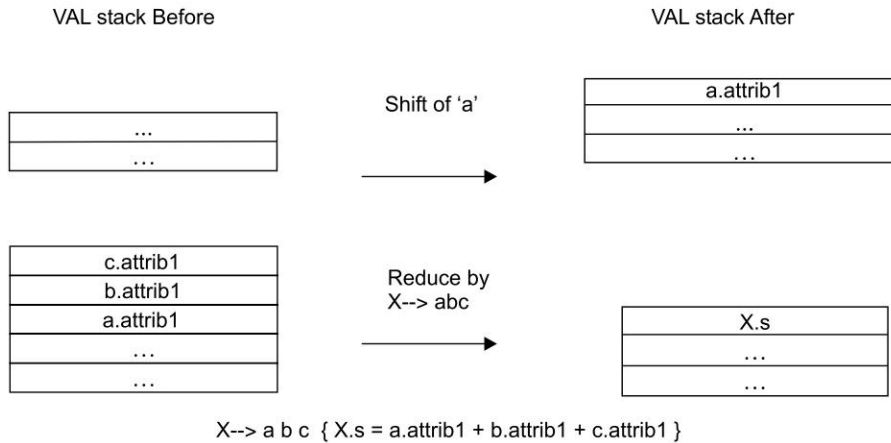 VAL stack Before
VAL stack After
Shift of ‘a’
...
...
a.attrib1
...
...
c.attrib1
b.attrib1
a.attrib1
...
...
Reduce by
X--> abc
X.s
...
...
X--> a b c { X.s = a.attrib1 + b.attrib1 + c.attrib1 }